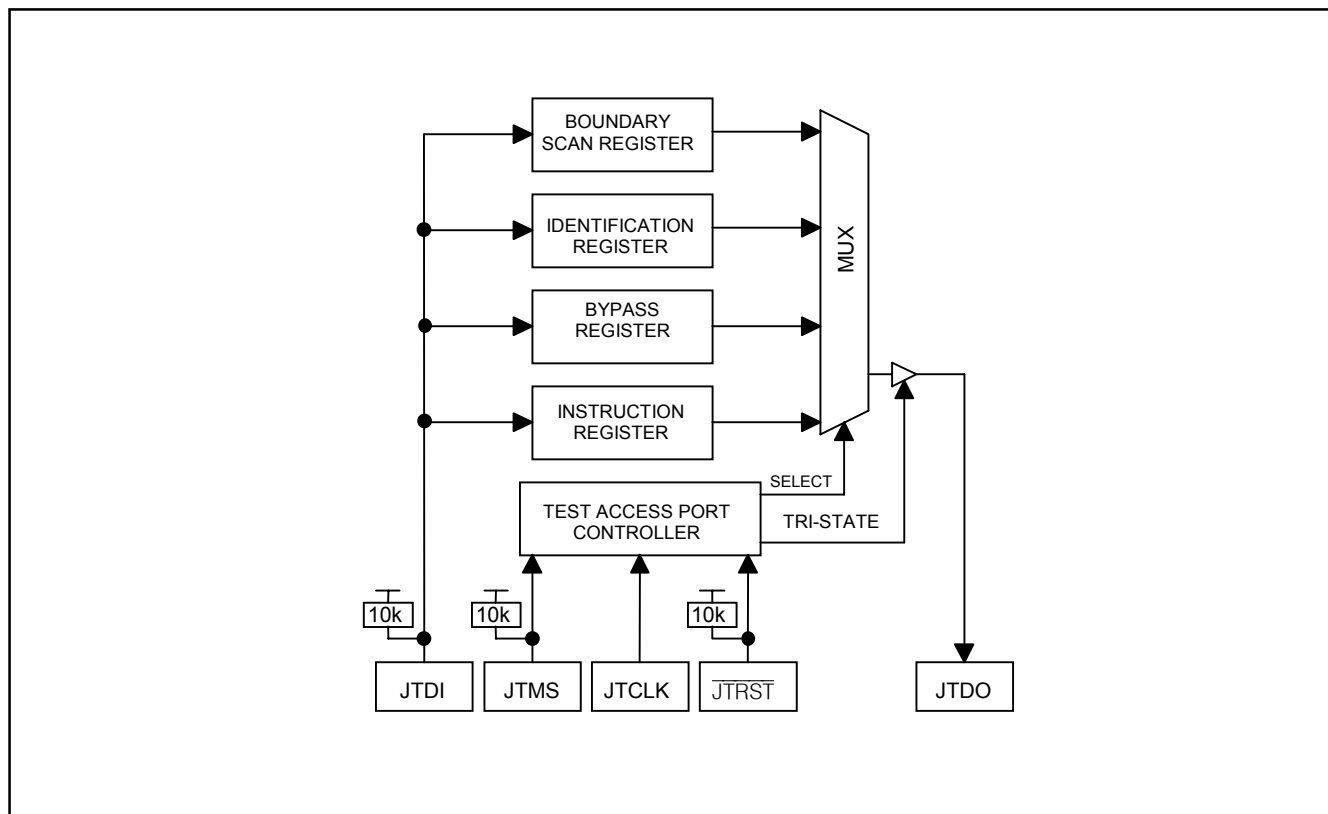 BOUNDARY
SCAN REGISTER
IDENTIFICATION
REGISTER
BYPASS
REGISTER
INSTRUCTION
REGISTER
MUX
SELECT
TEST ACCESS PORT
CONTROLLER
TRI-STATE
10k
10k
10k
JTDI
JTMS
JTCLK
JTRST
JTDO